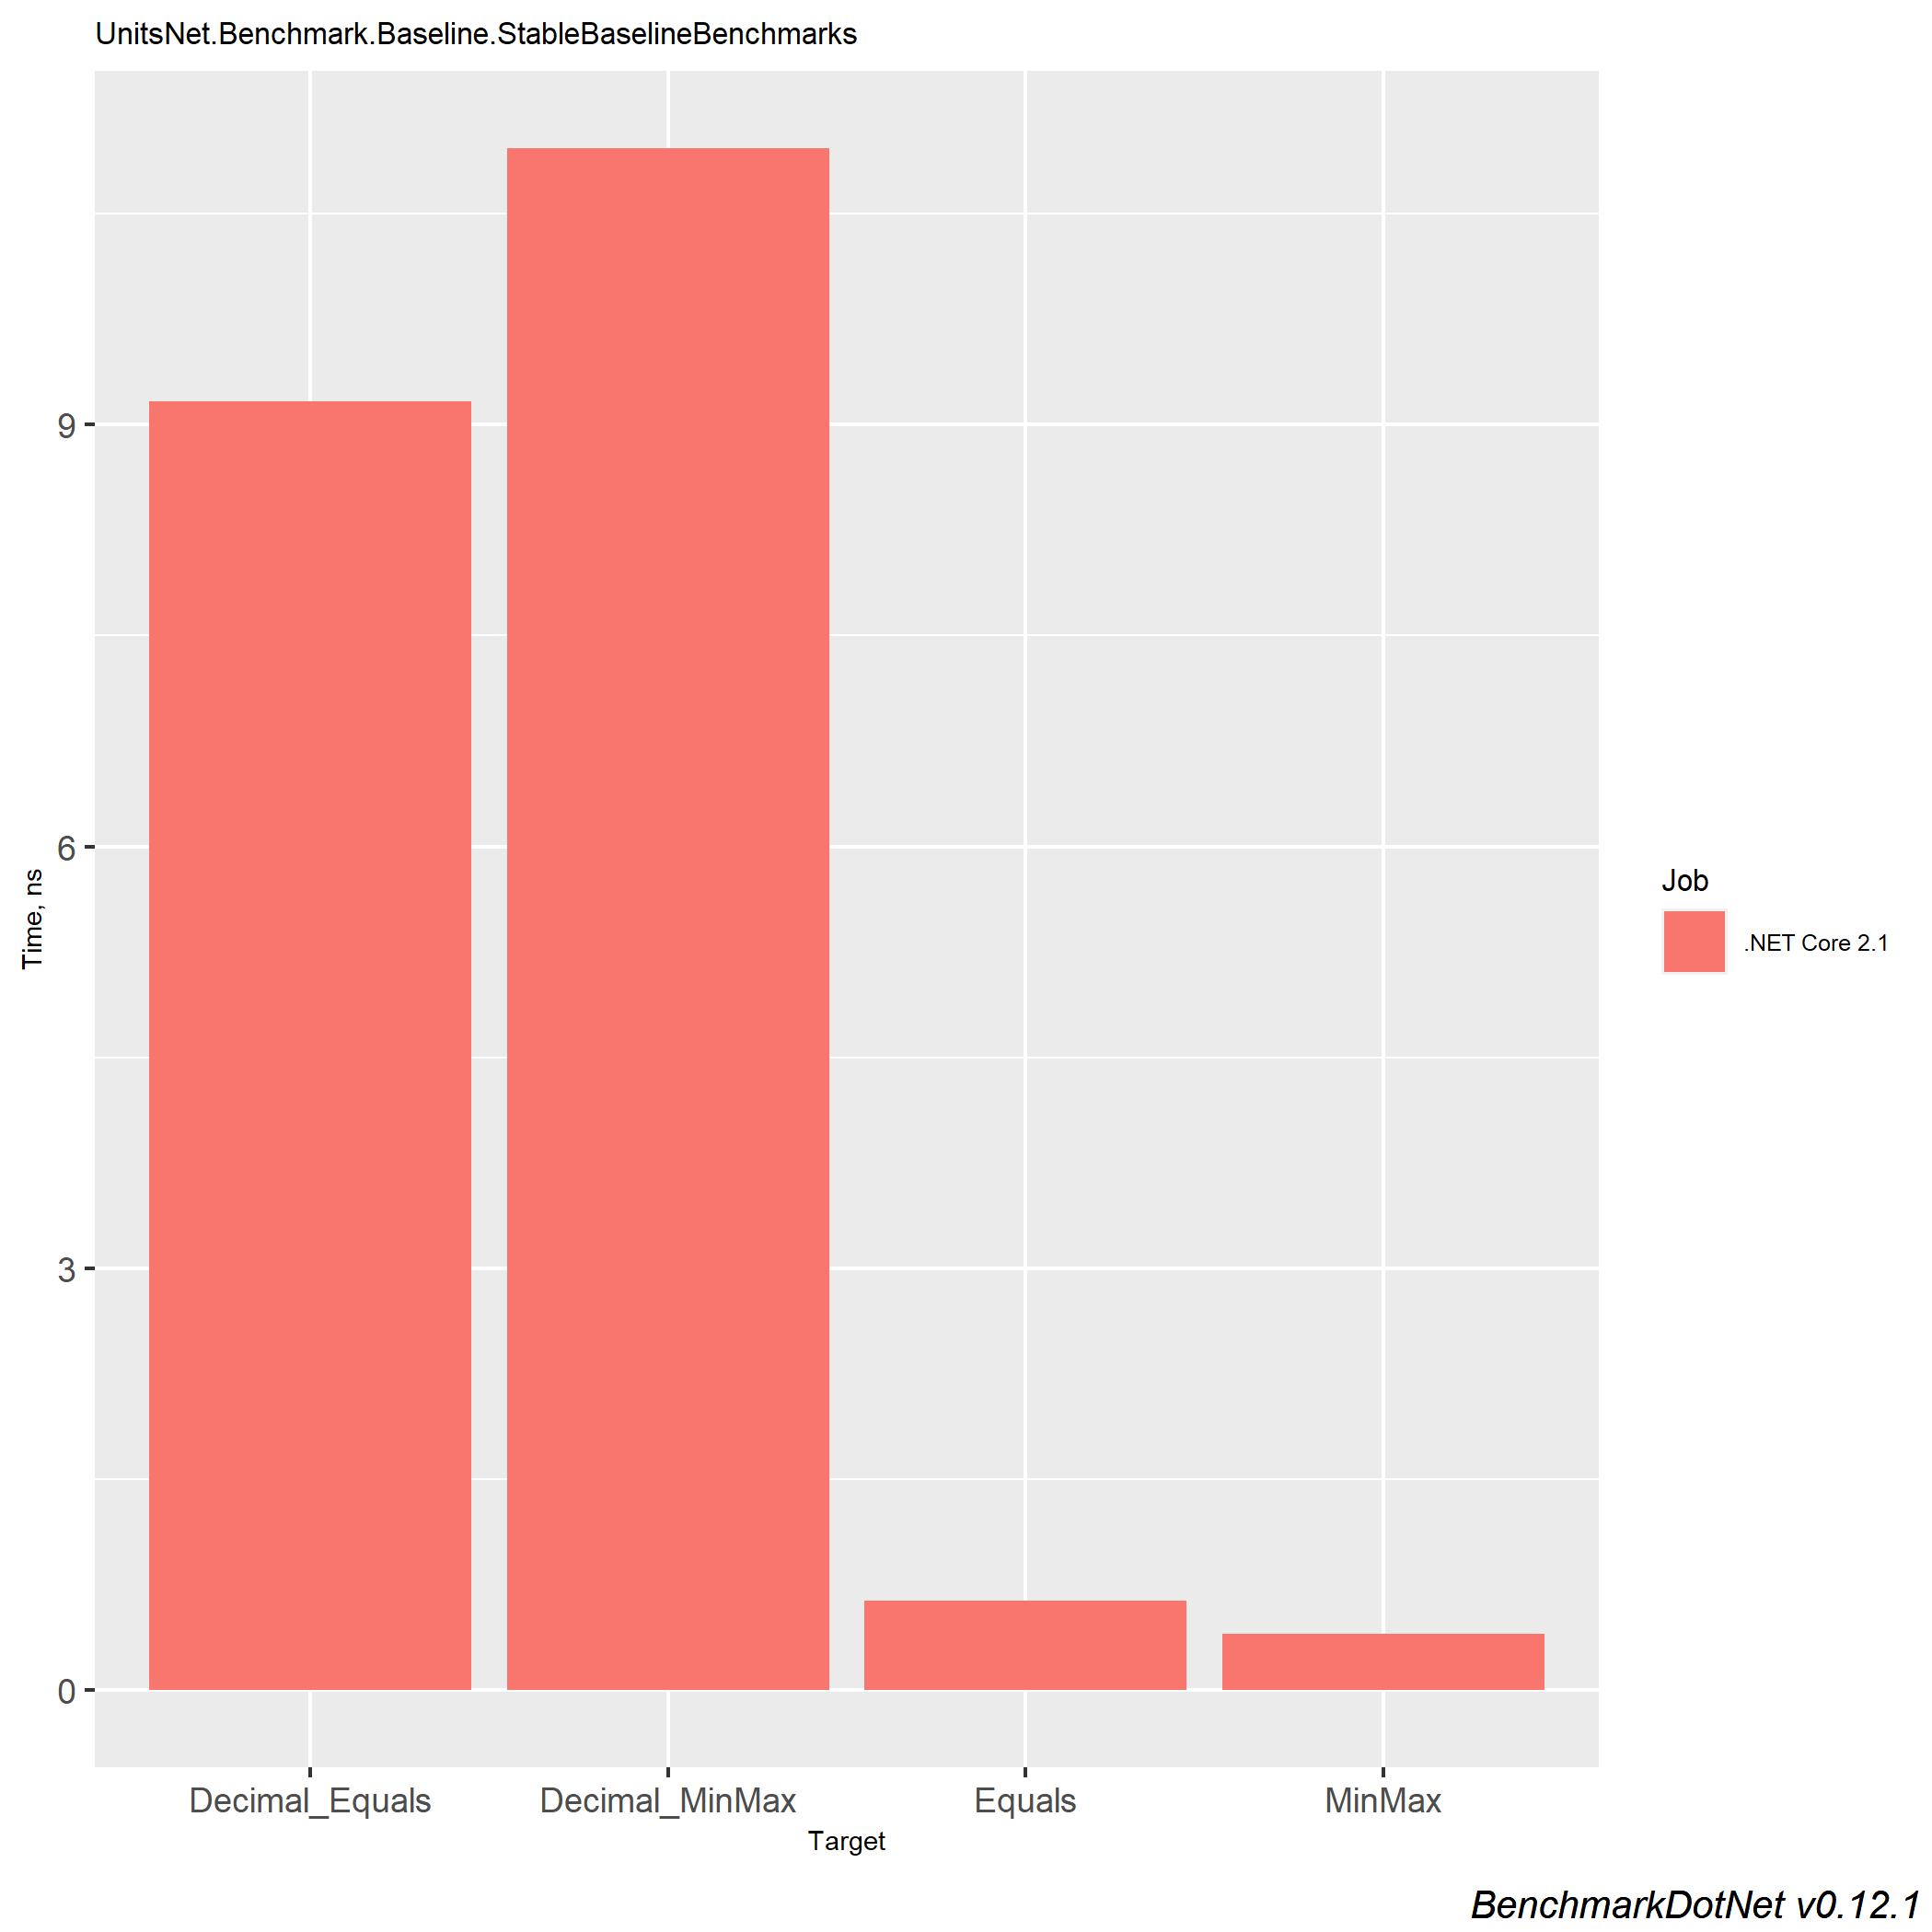 UnitsNet.Benchmark.Baseline.StableBaselineBenchmarks
9
6
3
0
Time, ns
Decimal_Equals
Decimal_MinMax
Equals
MinMax
Target
Job
.NET Core 2.1
BenchmarkDotNet v0.12.1